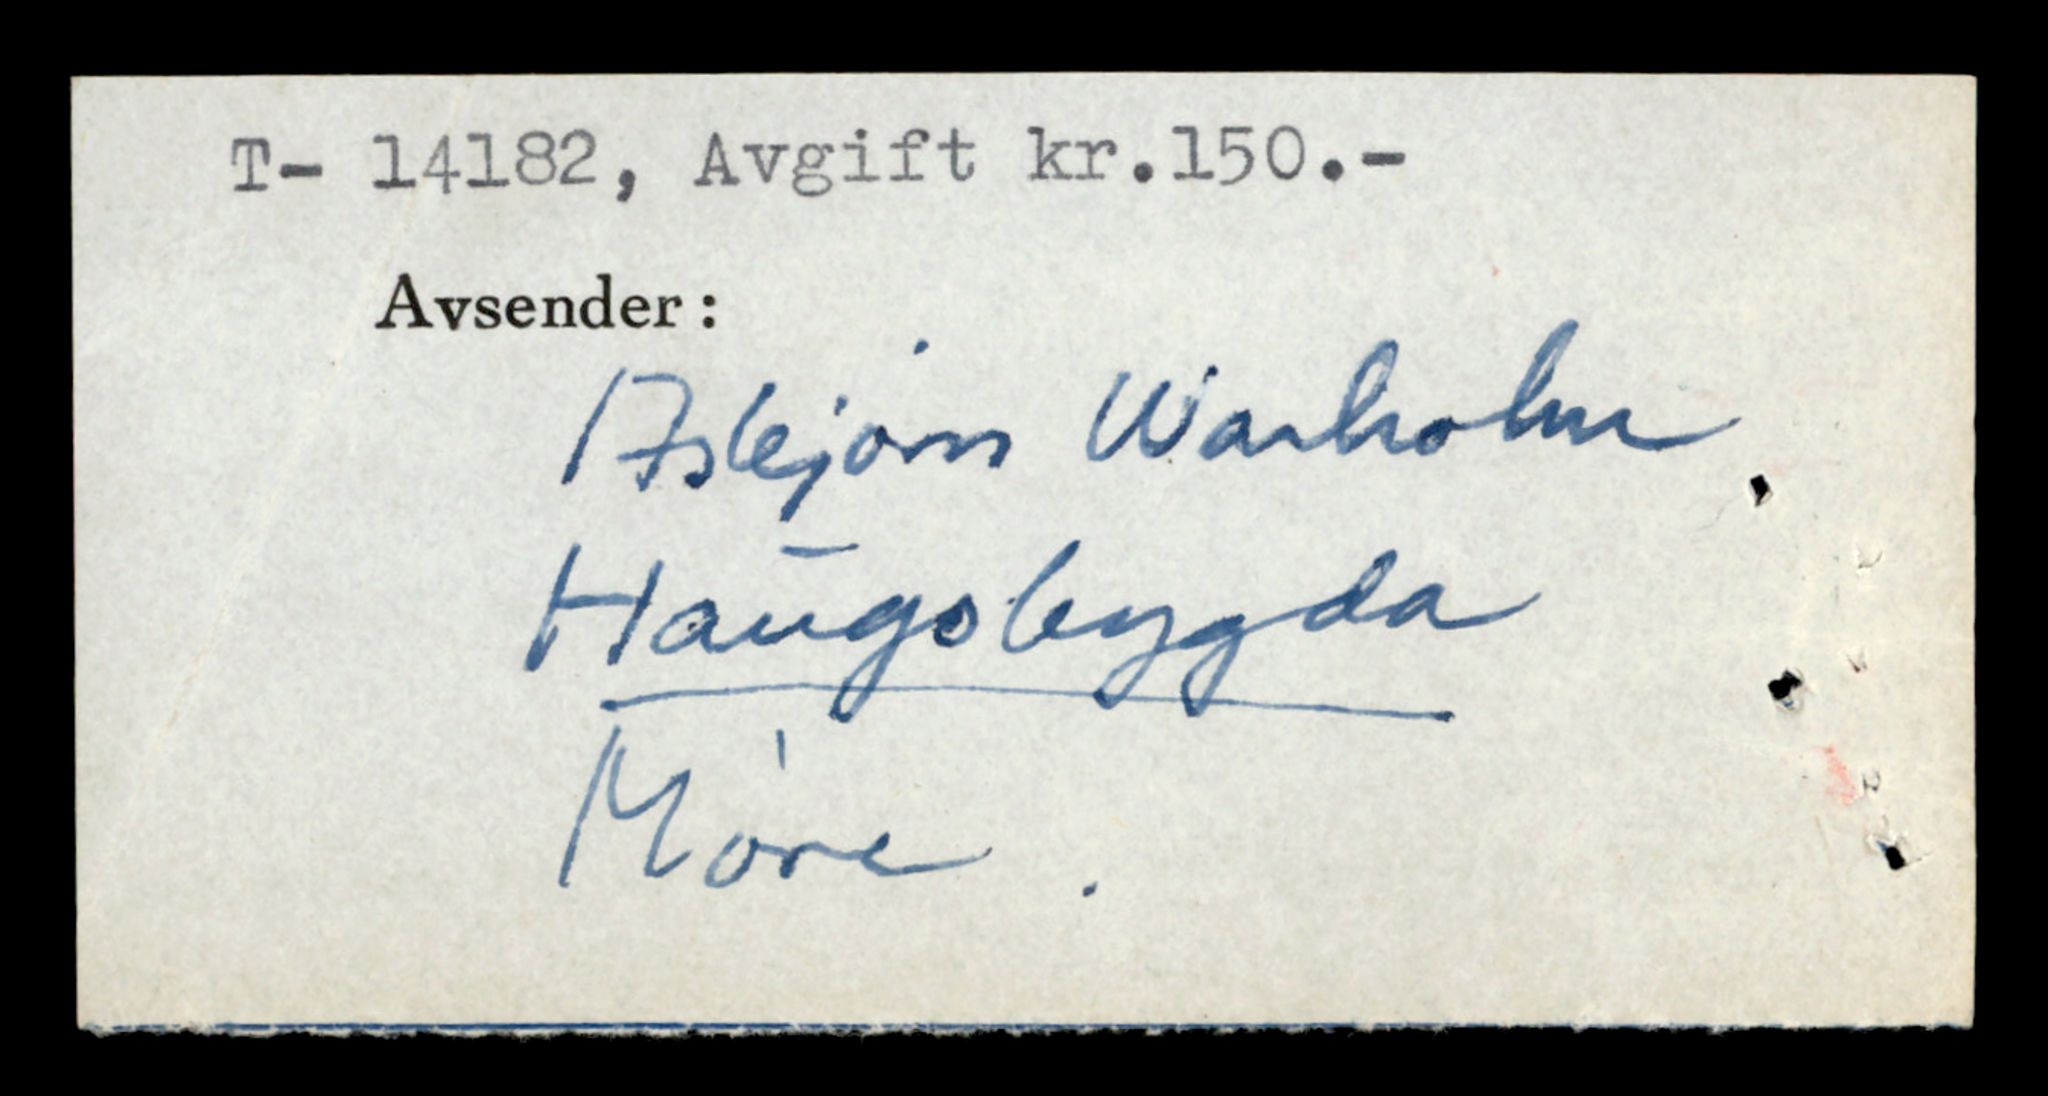 T- 14182, Avgift kr.150.-
Avsender:
Asbjørn Warholm
Haugsbygda
Møre.